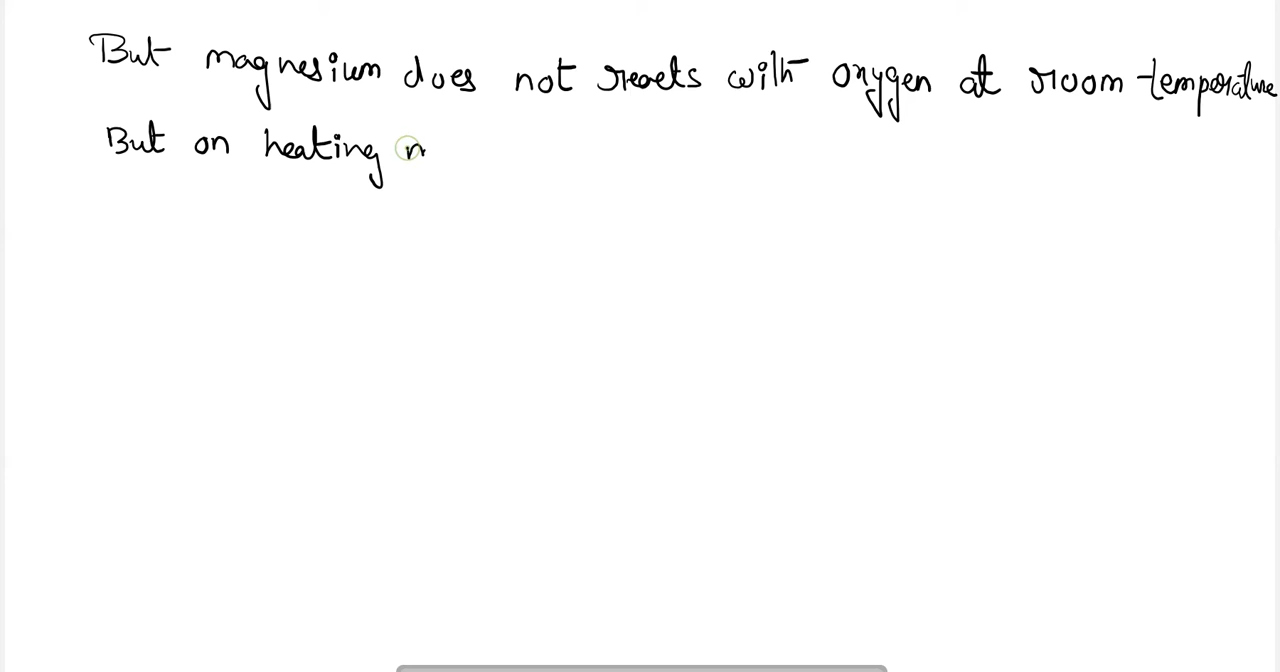 But magnesium does not reacts with oxygen at room temperature
But on heating m